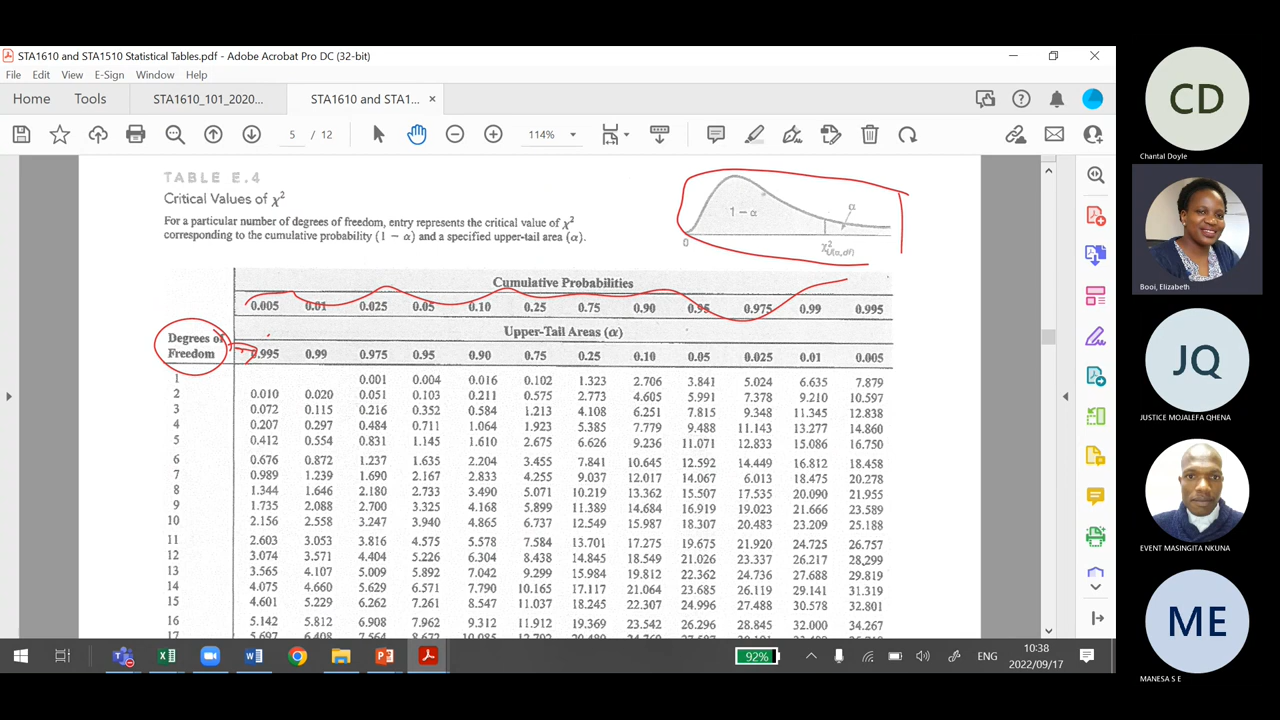 STA1610 and STA1510 Statistical Tables.pdf - Adobe Acrobat Pro DC (32-bit)
File Edit View E-Sign Window Help
Home Tools STA1610_101_2020... STA1610 and STA1... ×
5 / 12 114%
TABLE E.4
Critical Values of χ²
For a particular number of degrees of freedom, entry represents the critical value of χ²
corresponding to the cumulative probability (1 − α) and a specified upper-tail area (α).
1 − α
α
0
χ²U(α,df)
Cumulative Probabilities
0.005 0.01 0.025 0.05 0.10 0.25 0.75 0.90 0.95 0.975 0.99 0.995
Upper-Tail Areas (α)
Degrees of
Freedom 0.995 0.99 0.975 0.95 0.90 0.75 0.25 0.10 0.05 0.025 0.01 0.005
1 0.001 0.004 0.016 0.102 1.323 2.706 3.841 5.024 6.635 7.879
2 0.010 0.020 0.051 0.103 0.211 0.575 2.773 4.605 5.991 7.378 9.210 10.597
3 0.072 0.115 0.216 0.352 0.584 1.213 4.108 6.251 7.815 9.348 11.345 12.838
4 0.207 0.297 0.484 0.711 1.064 1.923 5.385 7.779 9.488 11.143 13.277 14.860
5 0.412 0.554 0.831 1.145 1.610 2.675 6.626 9.236 11.071 12.833 15.086 16.750
6 0.676 0.872 1.237 1.635 2.204 3.455 7.841 10.645 12.592 14.449 16.812 18.458
7 0.989 1.239 1.690 2.167 2.833 4.255 9.037 12.017 14.067 6.013 18.475 20.278
8 1.344 1.646 2.180 2.733 3.490 5.071 10.219 13.362 15.507 17.535 20.090 21.955
9 1.735 2.088 2.700 3.325 4.168 5.899 11.389 14.684 16.919 19.023 21.666 23.589
10 2.156 2.558 3.247 3.940 4.865 6.737 12.549 15.987 18.307 20.483 23.209 25.188
11 2.603 3.053 3.816 4.575 5.578 7.584 13.701 17.275 19.675 21.920 24.725 26.757
12 3.074 3.571 4.404 5.226 6.304 8.438 14.845 18.549 21.026 23.337 26.217 28,299
13 3.565 4.107 5.009 5.892 7.042 9.299 15.984 19.812 22.362 24.736 27.688 29.819
14 4.075 4.660 5.629 6.571 7.790 10.165 17.117 21.064 23.685 26.119 29.141 31.319
15 4.601 5.229 6.262 7.261 8.547 11.037 18.245 22.307 24.996 27.488 30.578 32.801
16 5.142 5.812 6.908 7.962 9.312 11.912 19.369 23.542 26.296 28.845 32.000 34.267
17 5.697 6.408 7.564 8.672
92%
ENG
10:38
2022/09/17
CD
Chantal Doyle
Booi, Elizabeth
JQ
JUSTICE MOJALEFA QHENA
EVENT MASINGITA NKUNA
ME
MANESA S E